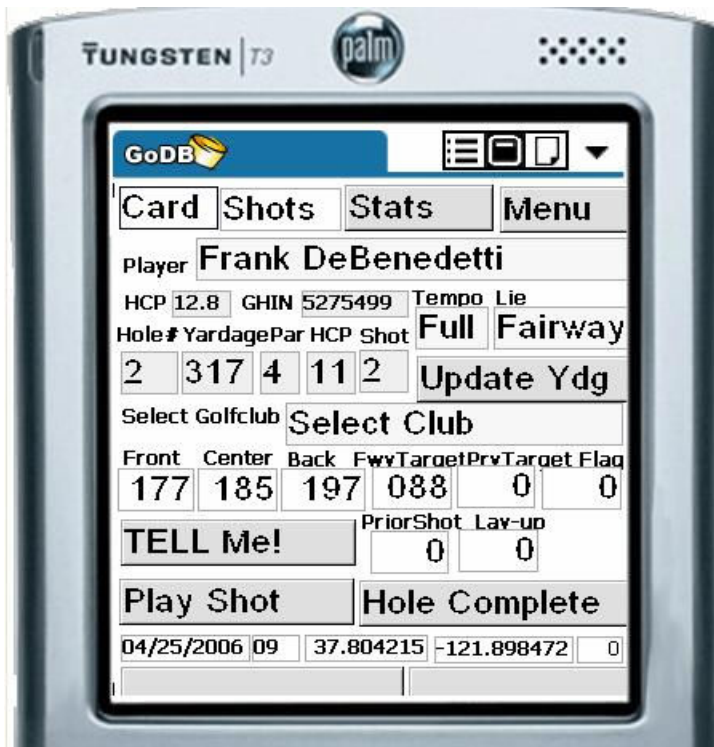 TUNGSTEN T3 palm
GoDB
Card Shots Stats Menu
Player Frank DeBenedetti
HCP 12.8 GHIN 5275499 Tempo Lie
Hole# Yardage Par HCP Shot Full Fairway
2 317 4 11 2 Update Ydg
Select Golfclub Select Club
Front Center Back FwyTarget PrvTarget Flag
177 185 197 088 0 0
TELL Me! PriorShot Lay-up
0 0
Play Shot Hole Complete
04/25/2006 09 37.804215 -121.898472 0